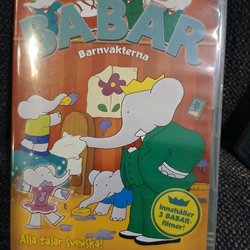 BABAR
Barnvakterna
Innehåller
3 BABAR-
filmer!
Alla talar svenska!